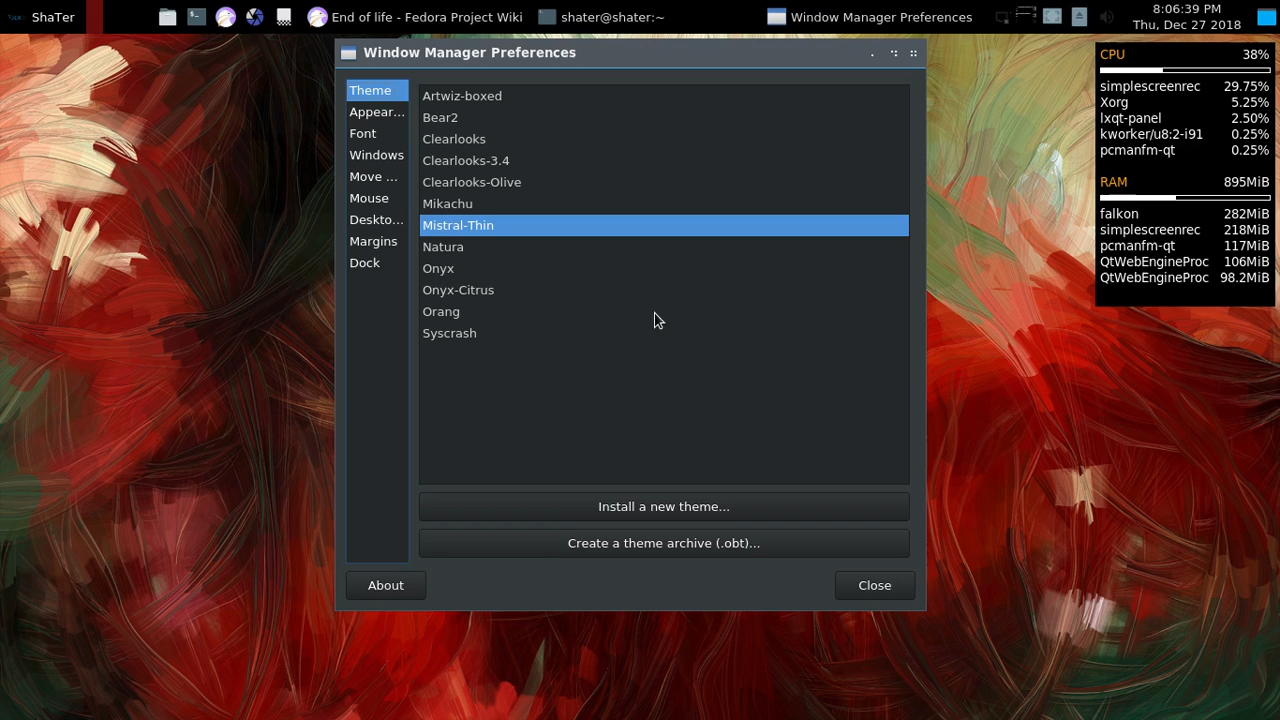 ShaTer
End of life - Fedora Project Wiki
shater@shater:~
Window Manager Preferences
8:06:39 PM
Thu, Dec 27 2018
Window Manager Preferences
Theme
Appear...
Font
Windows
Move ...
Mouse
Deskto...
Margins
Dock
Artwiz-boxed
Bear2
Clearlooks
Clearlooks-3.4
Clearlooks-Olive
Mikachu
Mistral-Thin
Natura
Onyx
Onyx-Citrus
Orang
Syscrash
Install a new theme...
Create a theme archive (.obt)...
About
Close
CPU 38%
simplescreenrec 29.75%
Xorg 5.25%
lxqt-panel 2.50%
kworker/u8:2-i91 0.25%
pcmanfm-qt 0.25%
RAM 895MiB
falkon 282MiB
simplescreenrec 218MiB
pcmanfm-qt 117MiB
QtWebEngineProc 106MiB
QtWebEngineProc 98.2MiB